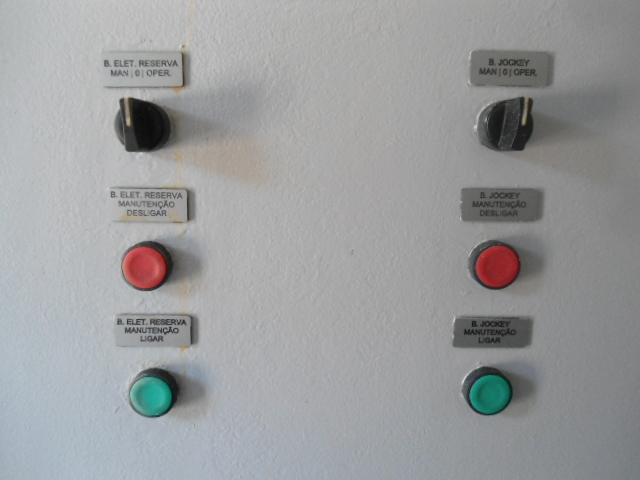 B. ELET. RESERVA
MAN | 0 | OPER.
B. JOCKEY
MAN | 0 | OPER.
B. ELET. RESERVA
MANUTENÇÃO
DESLIGAR
B. JOCKEY
MANUTENÇÃO
DESLIGAR
B. ELET. RESERVA
MANUTENÇÃO
LIGAR
B. JOCKEY
MANUTENÇÃO
LIGAR